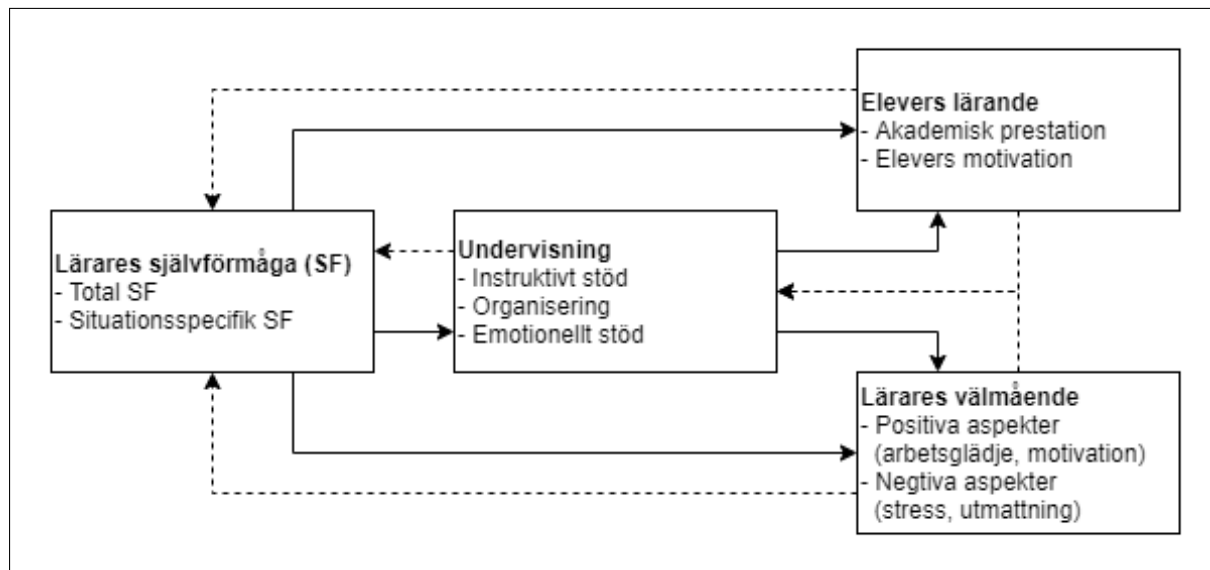 Elevers lärande
- Akademisk prestation
- Elevers motivation
Lärares självförmåga (SF)
- Total SF
- Situationsspecifik SF
Undervisning
- Instruktivt stöd
- Organisering
- Emotionellt stöd
Lärares välmående
- Positiva aspekter
(arbetsglädje, motivation)
- Negtiva aspekter
(stress, utmattning)